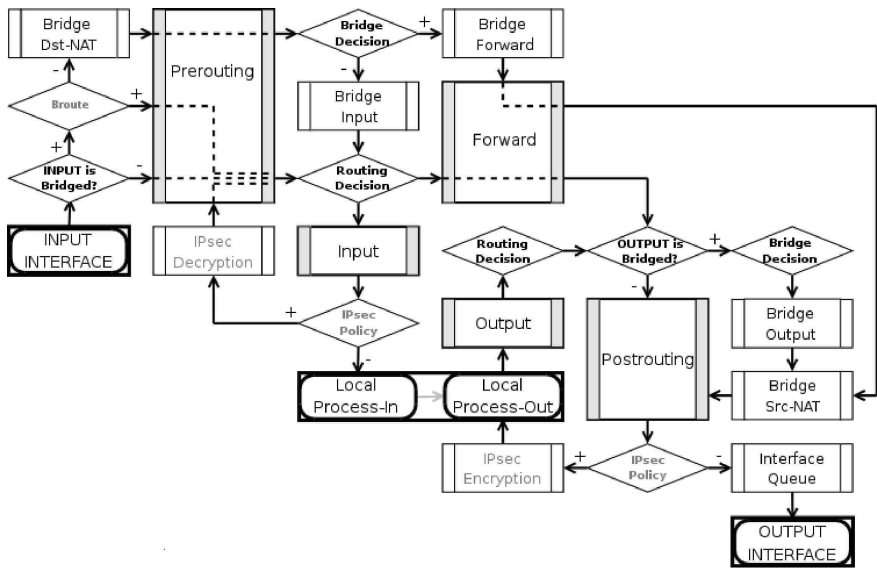 Bridge
Dst-NAT
-
Broute
+
+
INPUT is
Bridged?
-
INPUT
INTERFACE
Prerouting
IPsec
Decryption
+
Bridge
Decision
+
-
Bridge
Input
Routing
Decision
Input
IPsec
Policy
-
Local
Process-In
Bridge
Forward
Forward
Routing
Decision
Output
Local
Process-Out
IPsec
Encryption
+
OUTPUT is
Bridged?
+
-
Postrouting
IPsec
Policy
-
Bridge
Decision
Bridge
Output
Bridge
Src-NAT
Interface
Queue
OUTPUT
INTERFACE